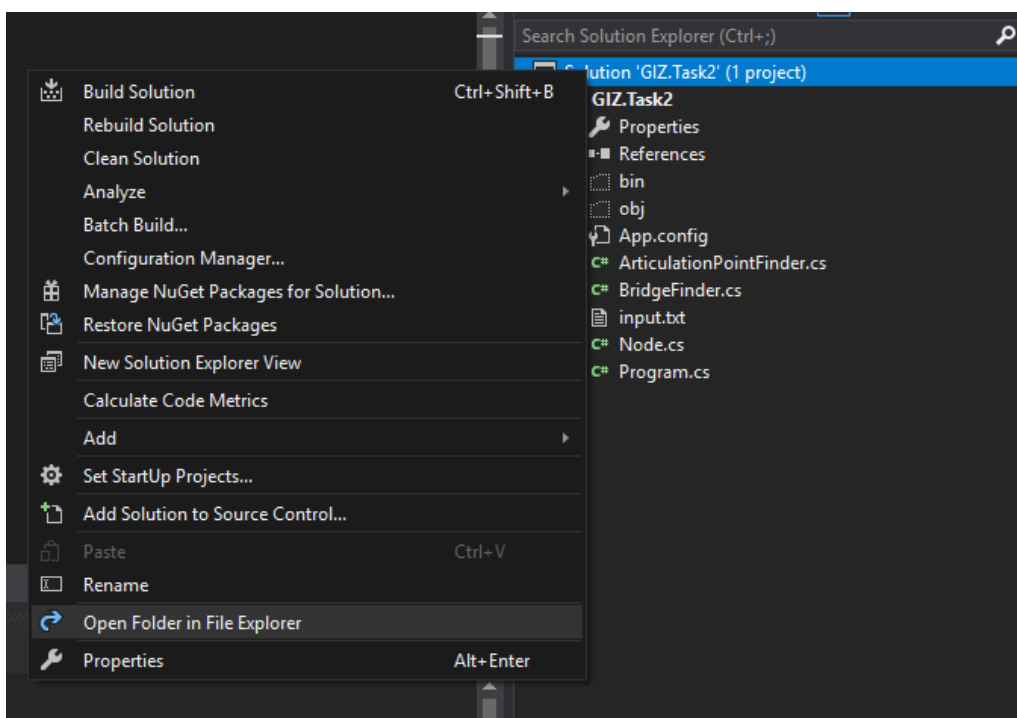 Search Solution Explorer (Ctrl+;)
lution 'GIZ.Task2' (1 project)
GIZ.Task2
Properties
References
bin
obj
App.config
C# ArticulationPointFinder.cs
C# BridgeFinder.cs
input.txt
C# Node.cs
C# Program.cs
Build Solution Ctrl+Shift+B
Rebuild Solution
Clean Solution
Analyze
Batch Build...
Configuration Manager...
Manage NuGet Packages for Solution...
Restore NuGet Packages
New Solution Explorer View
Calculate Code Metrics
Add
Set StartUp Projects...
Add Solution to Source Control...
Paste Ctrl+V
Rename
Open Folder in File Explorer
Properties Alt+Enter